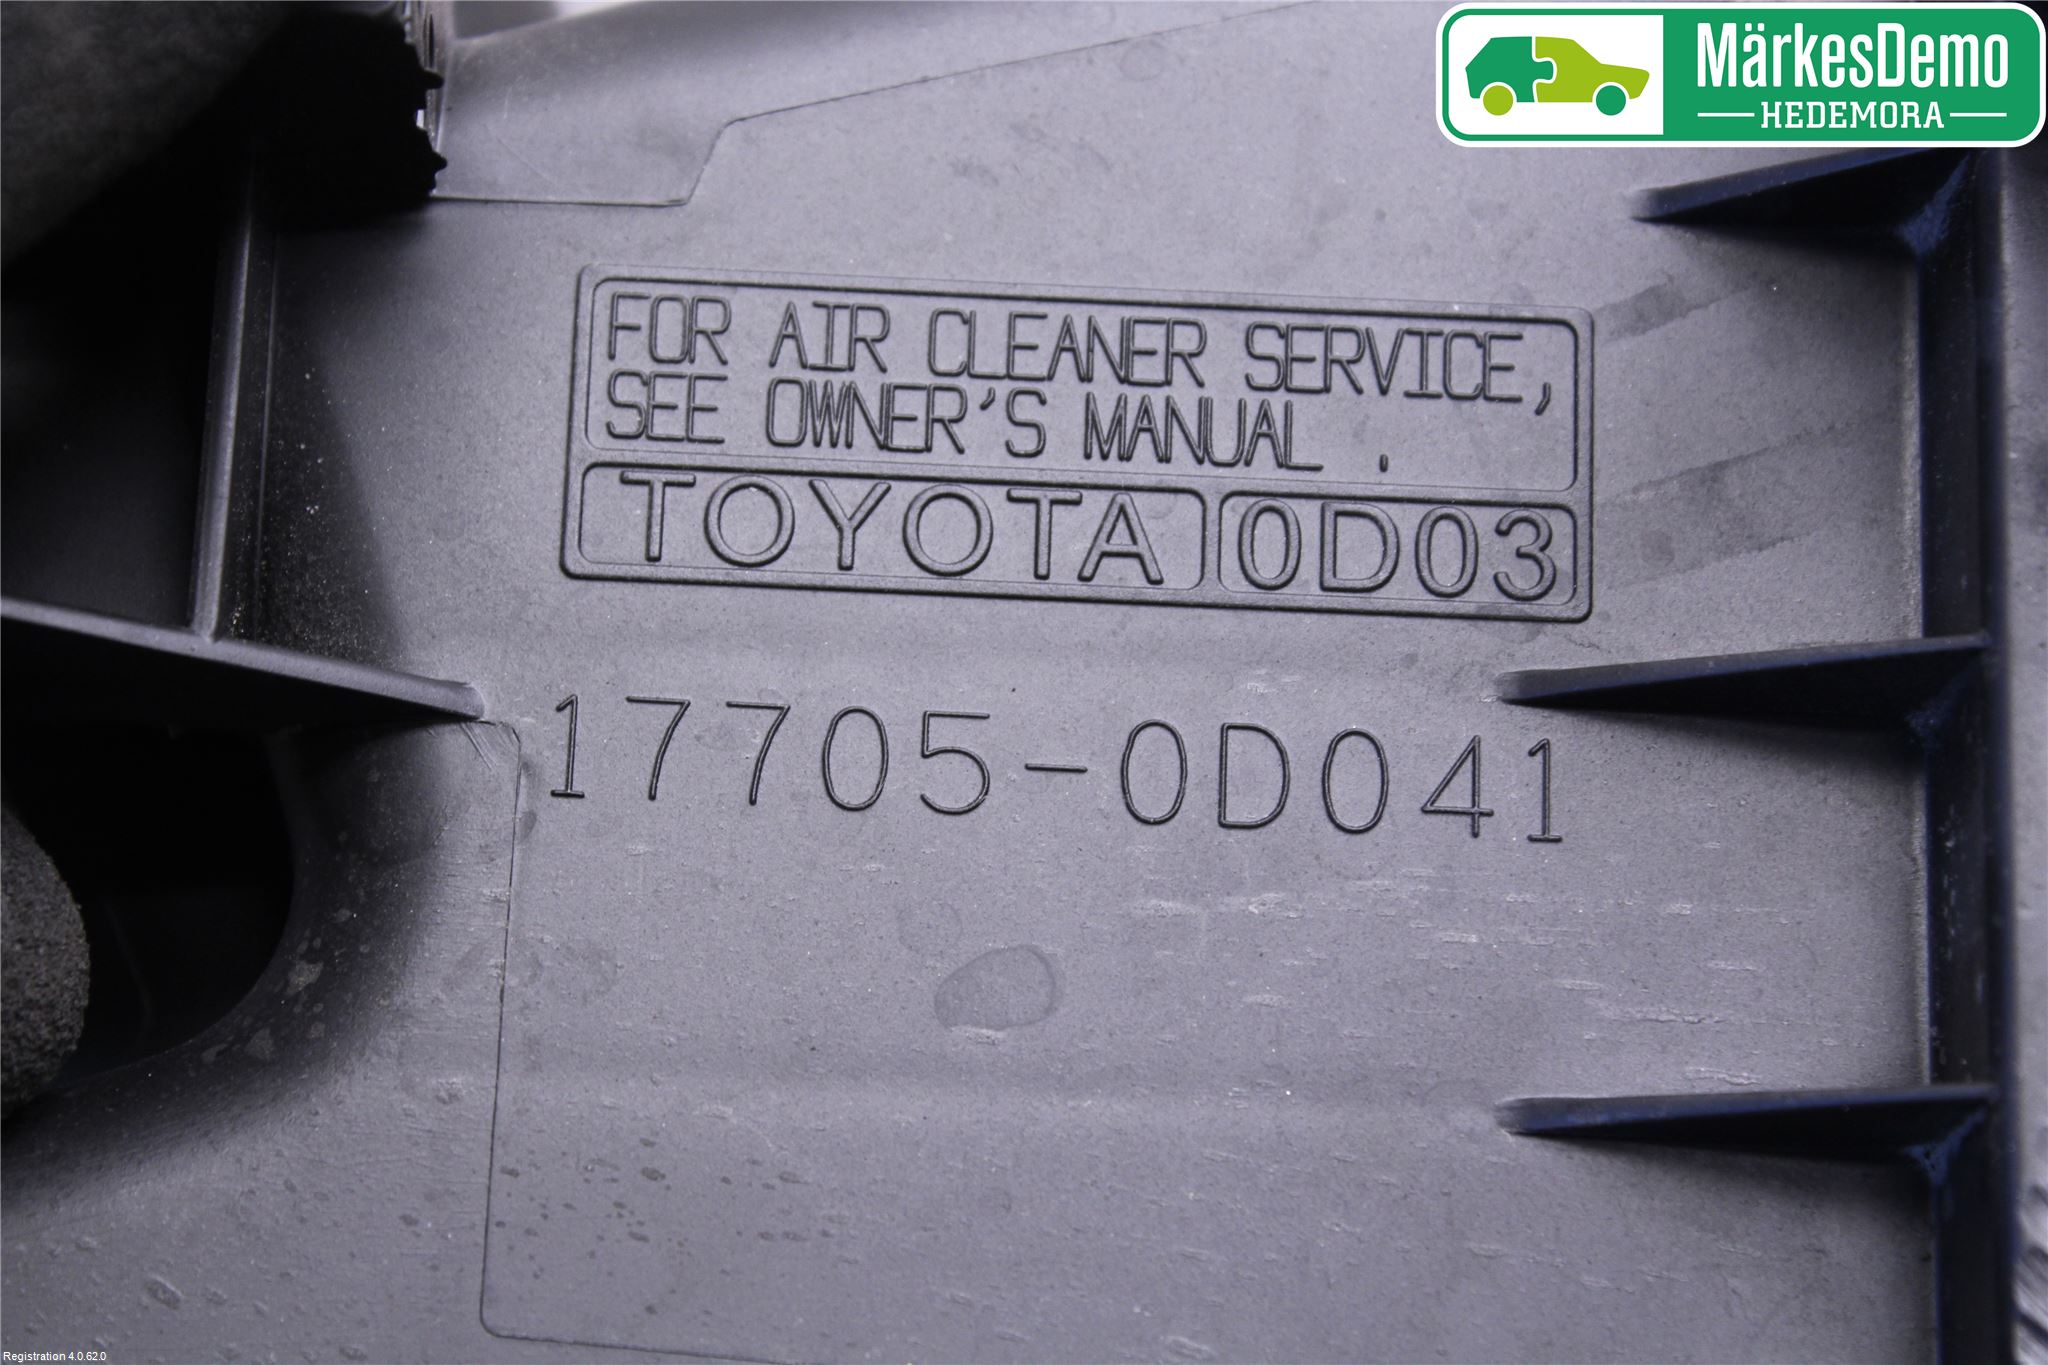 MärkesDemo
HEDEMORA
FOR AIR CLEANER SERVICE,
SEE OWNER'S MANUAL .
TOYOTA 0D03
17705-0D041
Registration 4.0.62.0